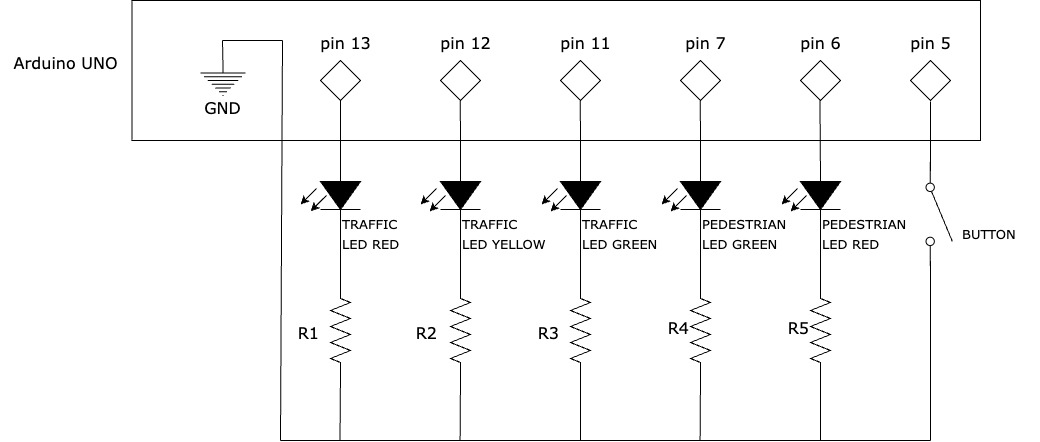 pin 13
pin 12
pin 11
pin 7
pin 6
pin 5
Arduino UNO
GND
TRAFFIC
LED RED
TRAFFIC
LED YELLOW
TRAFFIC
LED GREEN
PEDESTRIAN
LED GREEN
PEDESTRIAN
LED RED
BUTTON
R1
R2
R3
R4
R5